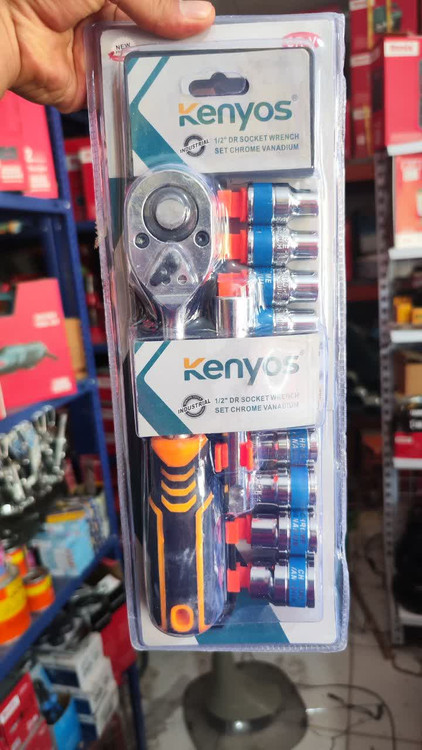 NEW
Kenyos®
INDUSTRIAL
1/2" DR SOCKET WRENCH
SET CHROME VANADIUM
Kenyos®
INDUSTRIAL
1/2" DR SOCKET WRENCH
SET CHROME VANADIUM